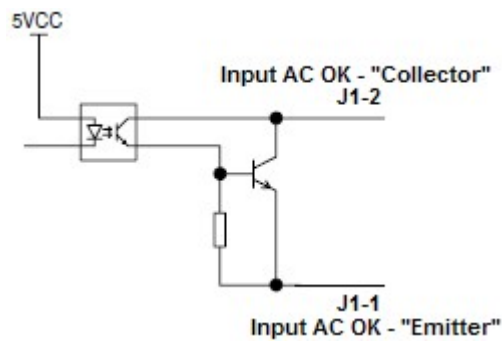 5VCC
Input AC OK - "Collector"
J1-2
J1-1
Input AC OK - "Emitter"